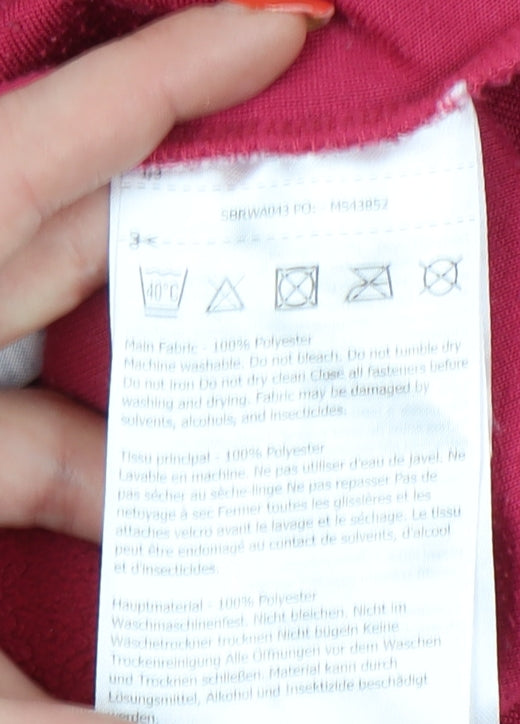 1/3
SBRWA043 PO: MS43852
40°C
Main Fabric - 100% Polyester
Machine washable. Do not bleach. Do not tumble dry
Do not Iron Do not dry clean Close all fasteners before
washing and drying. Fabric may be damaged by
solvents, alcohols, and insecticides.
Tissu principal - 100% Polyester
Lavable en machine. Ne pas utiliser d'eau de javel. Ne
pas sécher au sèche-linge Ne pas repasser Pas de
nettoyage à sec Fermer toutes les glissières et les
attaches velcro avant le lavage et le séchage. Le tissu
peut être endomagé au contact de solvents, d'alcool
et d'insecticides.
Hauptmaterial - 100% Polyester
Waschmaschinenfest. Nicht bleichen. Nicht im
Wäschetrockner trocknen Nicht bügeln Keine
Trockenreinigung Alle Öffnungen vor dem Waschen
und Trocknen schließen. Material kann durch
Lösungsmittel, Alkohol und Insektizide beschädigt
werden.